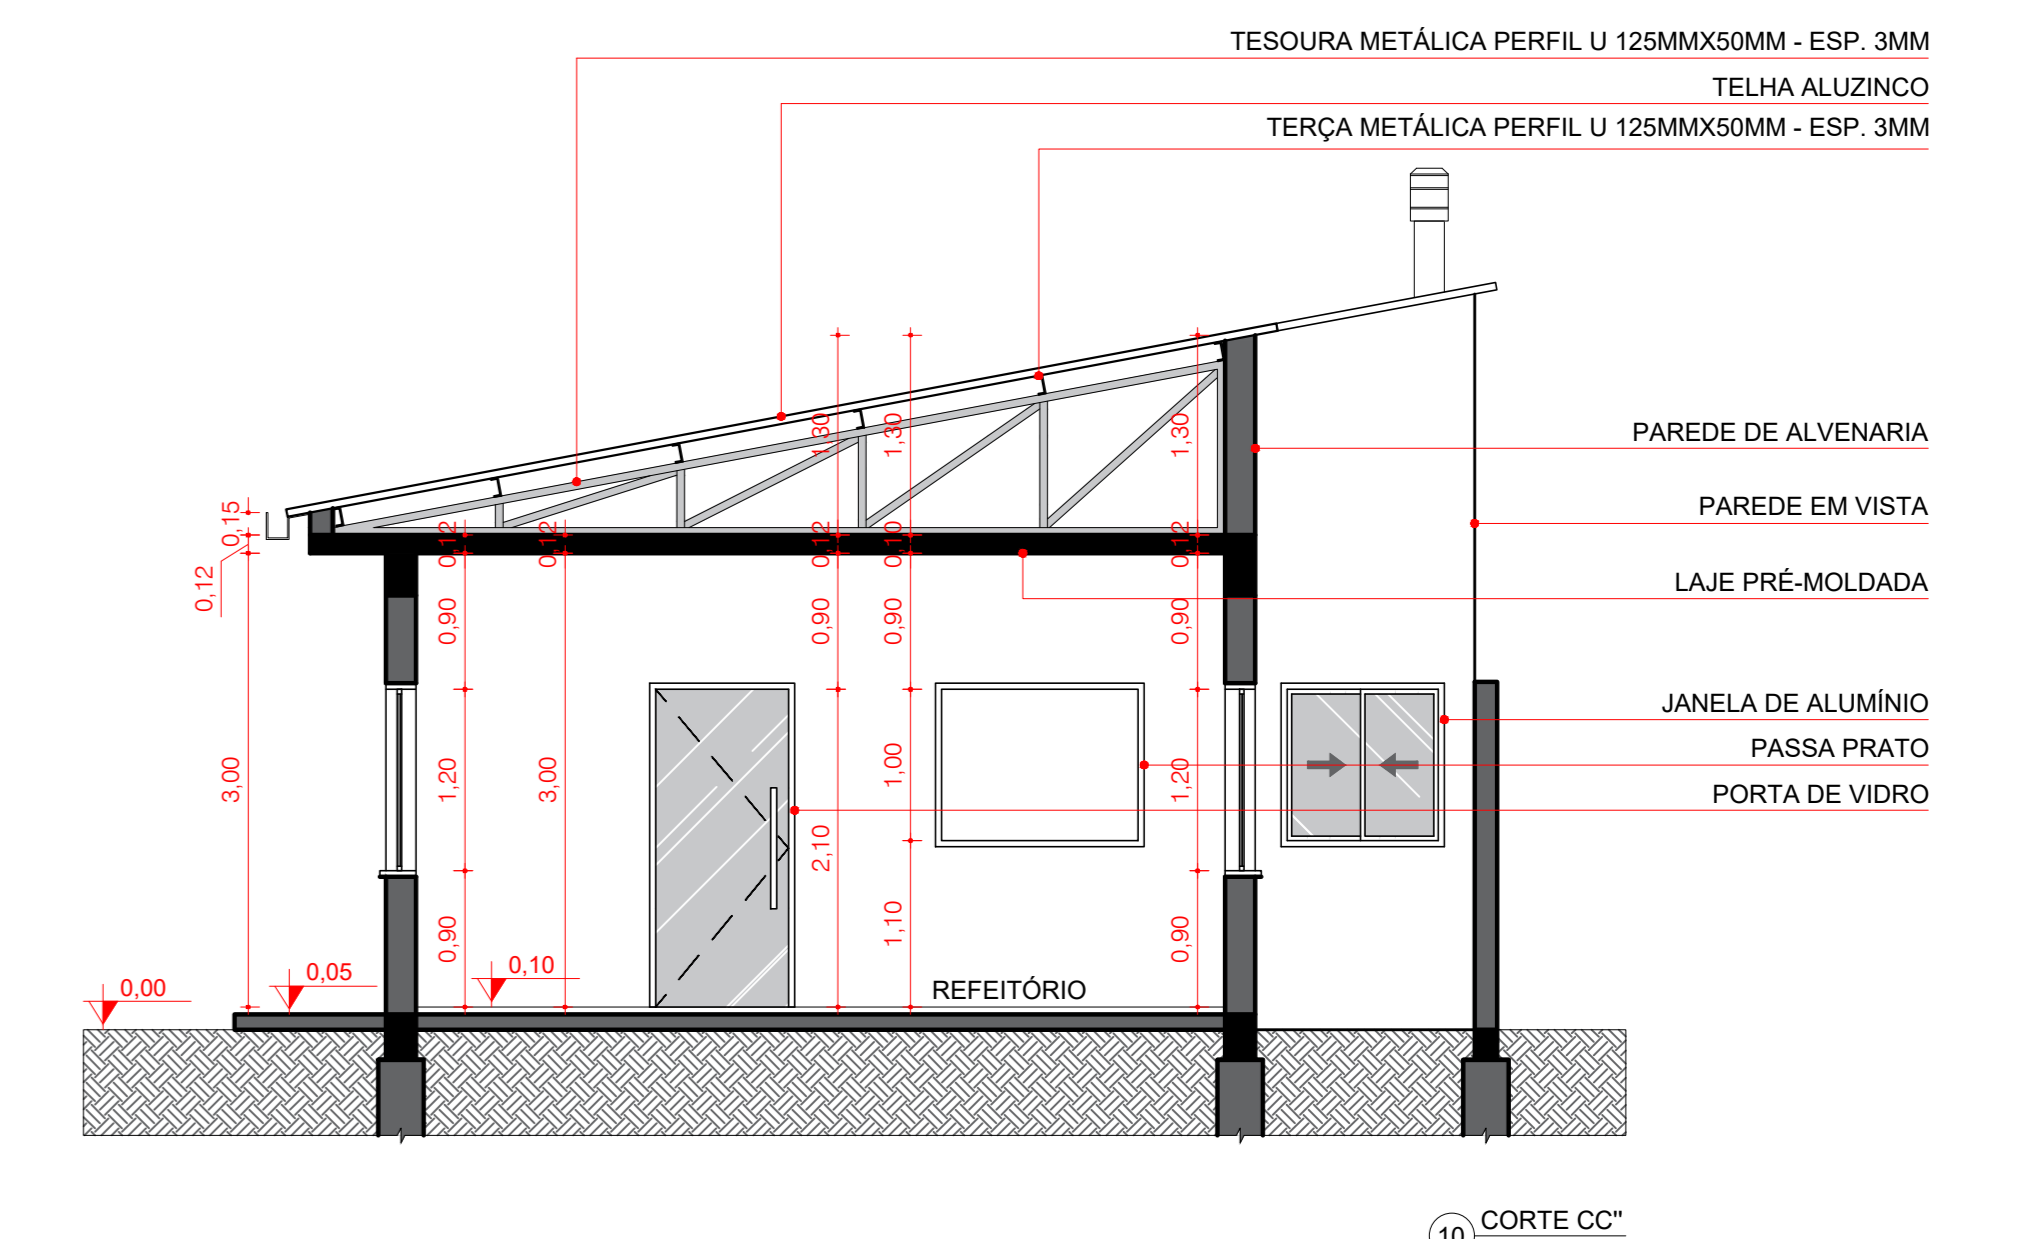 TESOURA METÁLICA PERFIL U 125MMX50MM - ESP. 3MM
TELHA ALUZINCO
TERÇA METÁLICA PERFIL U 125MMX50MM - ESP. 3MM
PAREDE DE ALVENARIA
PAREDE EM VISTA
LAJE PRÉ-MOLDADA
JANELA DE ALUMÍNIO
PASSA PRATO
PORTA DE VIDRO
1,30
1,30
1,30
0,15
0,12
0,12
0,12
0,12
0,10
0,12
0,90
0,90
0,90
0,90
3,00
1,20
3,00
1,00
1,20
2,10
0,90
1,10
0,90
0,00
0,05
0,10
REFEITÓRIO
10
CORTE CC"